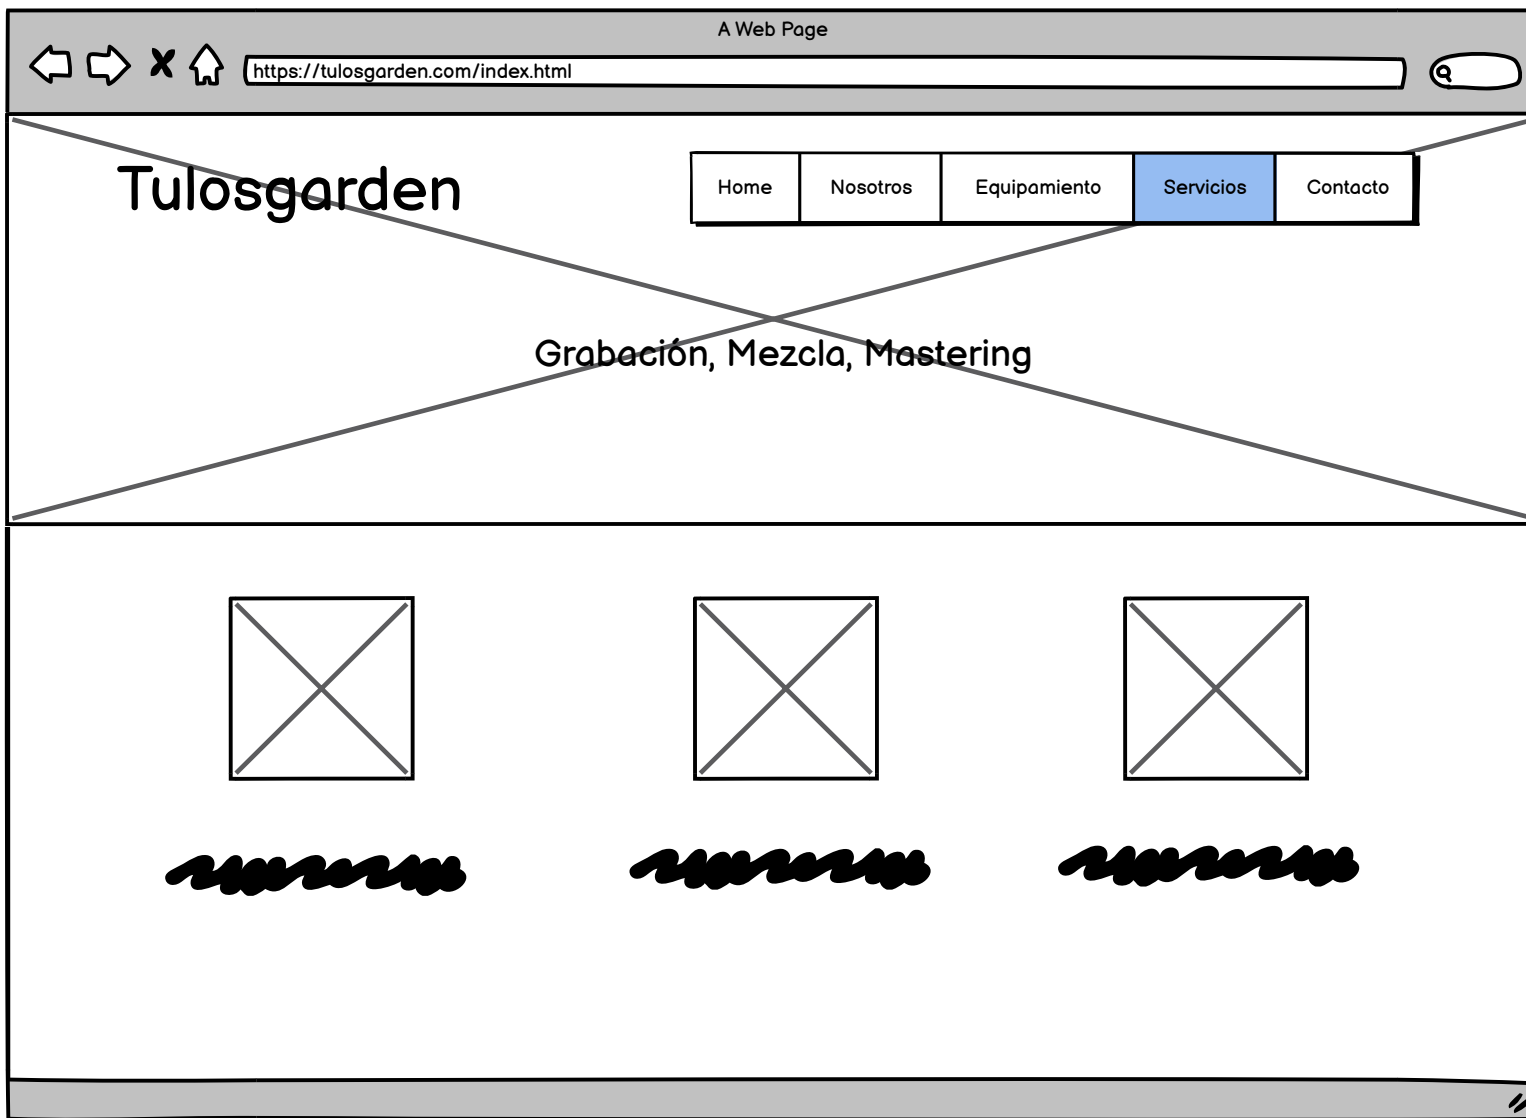 A Web Page
https://tulosgarden.com/index.html
Tulosgarden
Home Nosotros Equipamiento Servicios Contacto
Grabación, Mezcla, Mastering